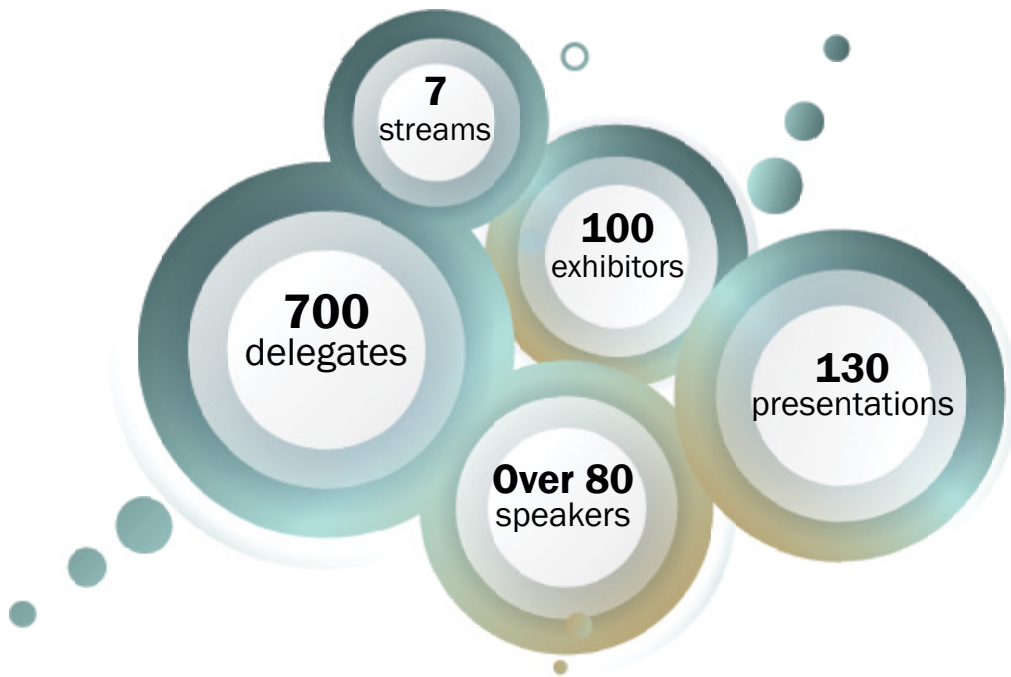 7
streams
100
exhibitors
700
delegates
130
presentations
Over 80
speakers